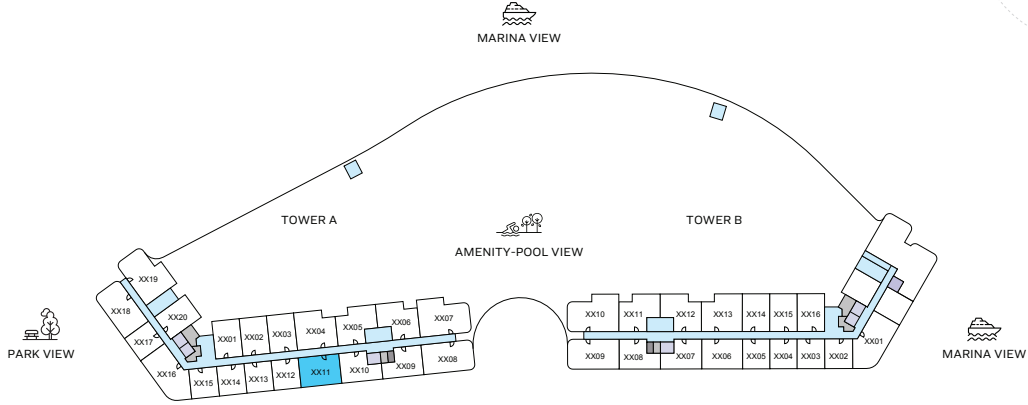 MARINA VIEW
TOWER A
TOWER B
AMENITY-POOL VIEW
PARK VIEW
MARINA VIEW
XX19
XX18
XX20
XX17
XX16
XX01
XX02
XX03
XX04
XX05
XX06
XX07
XX15
XX14
XX13
XX12
XX11
XX10
XX09
XX08
XX10
XX11
XX12
XX13
XX14
XX15
XX16
XX09
XX08
XX07
XX06
XX05
XX04
XX03
XX02
XX01